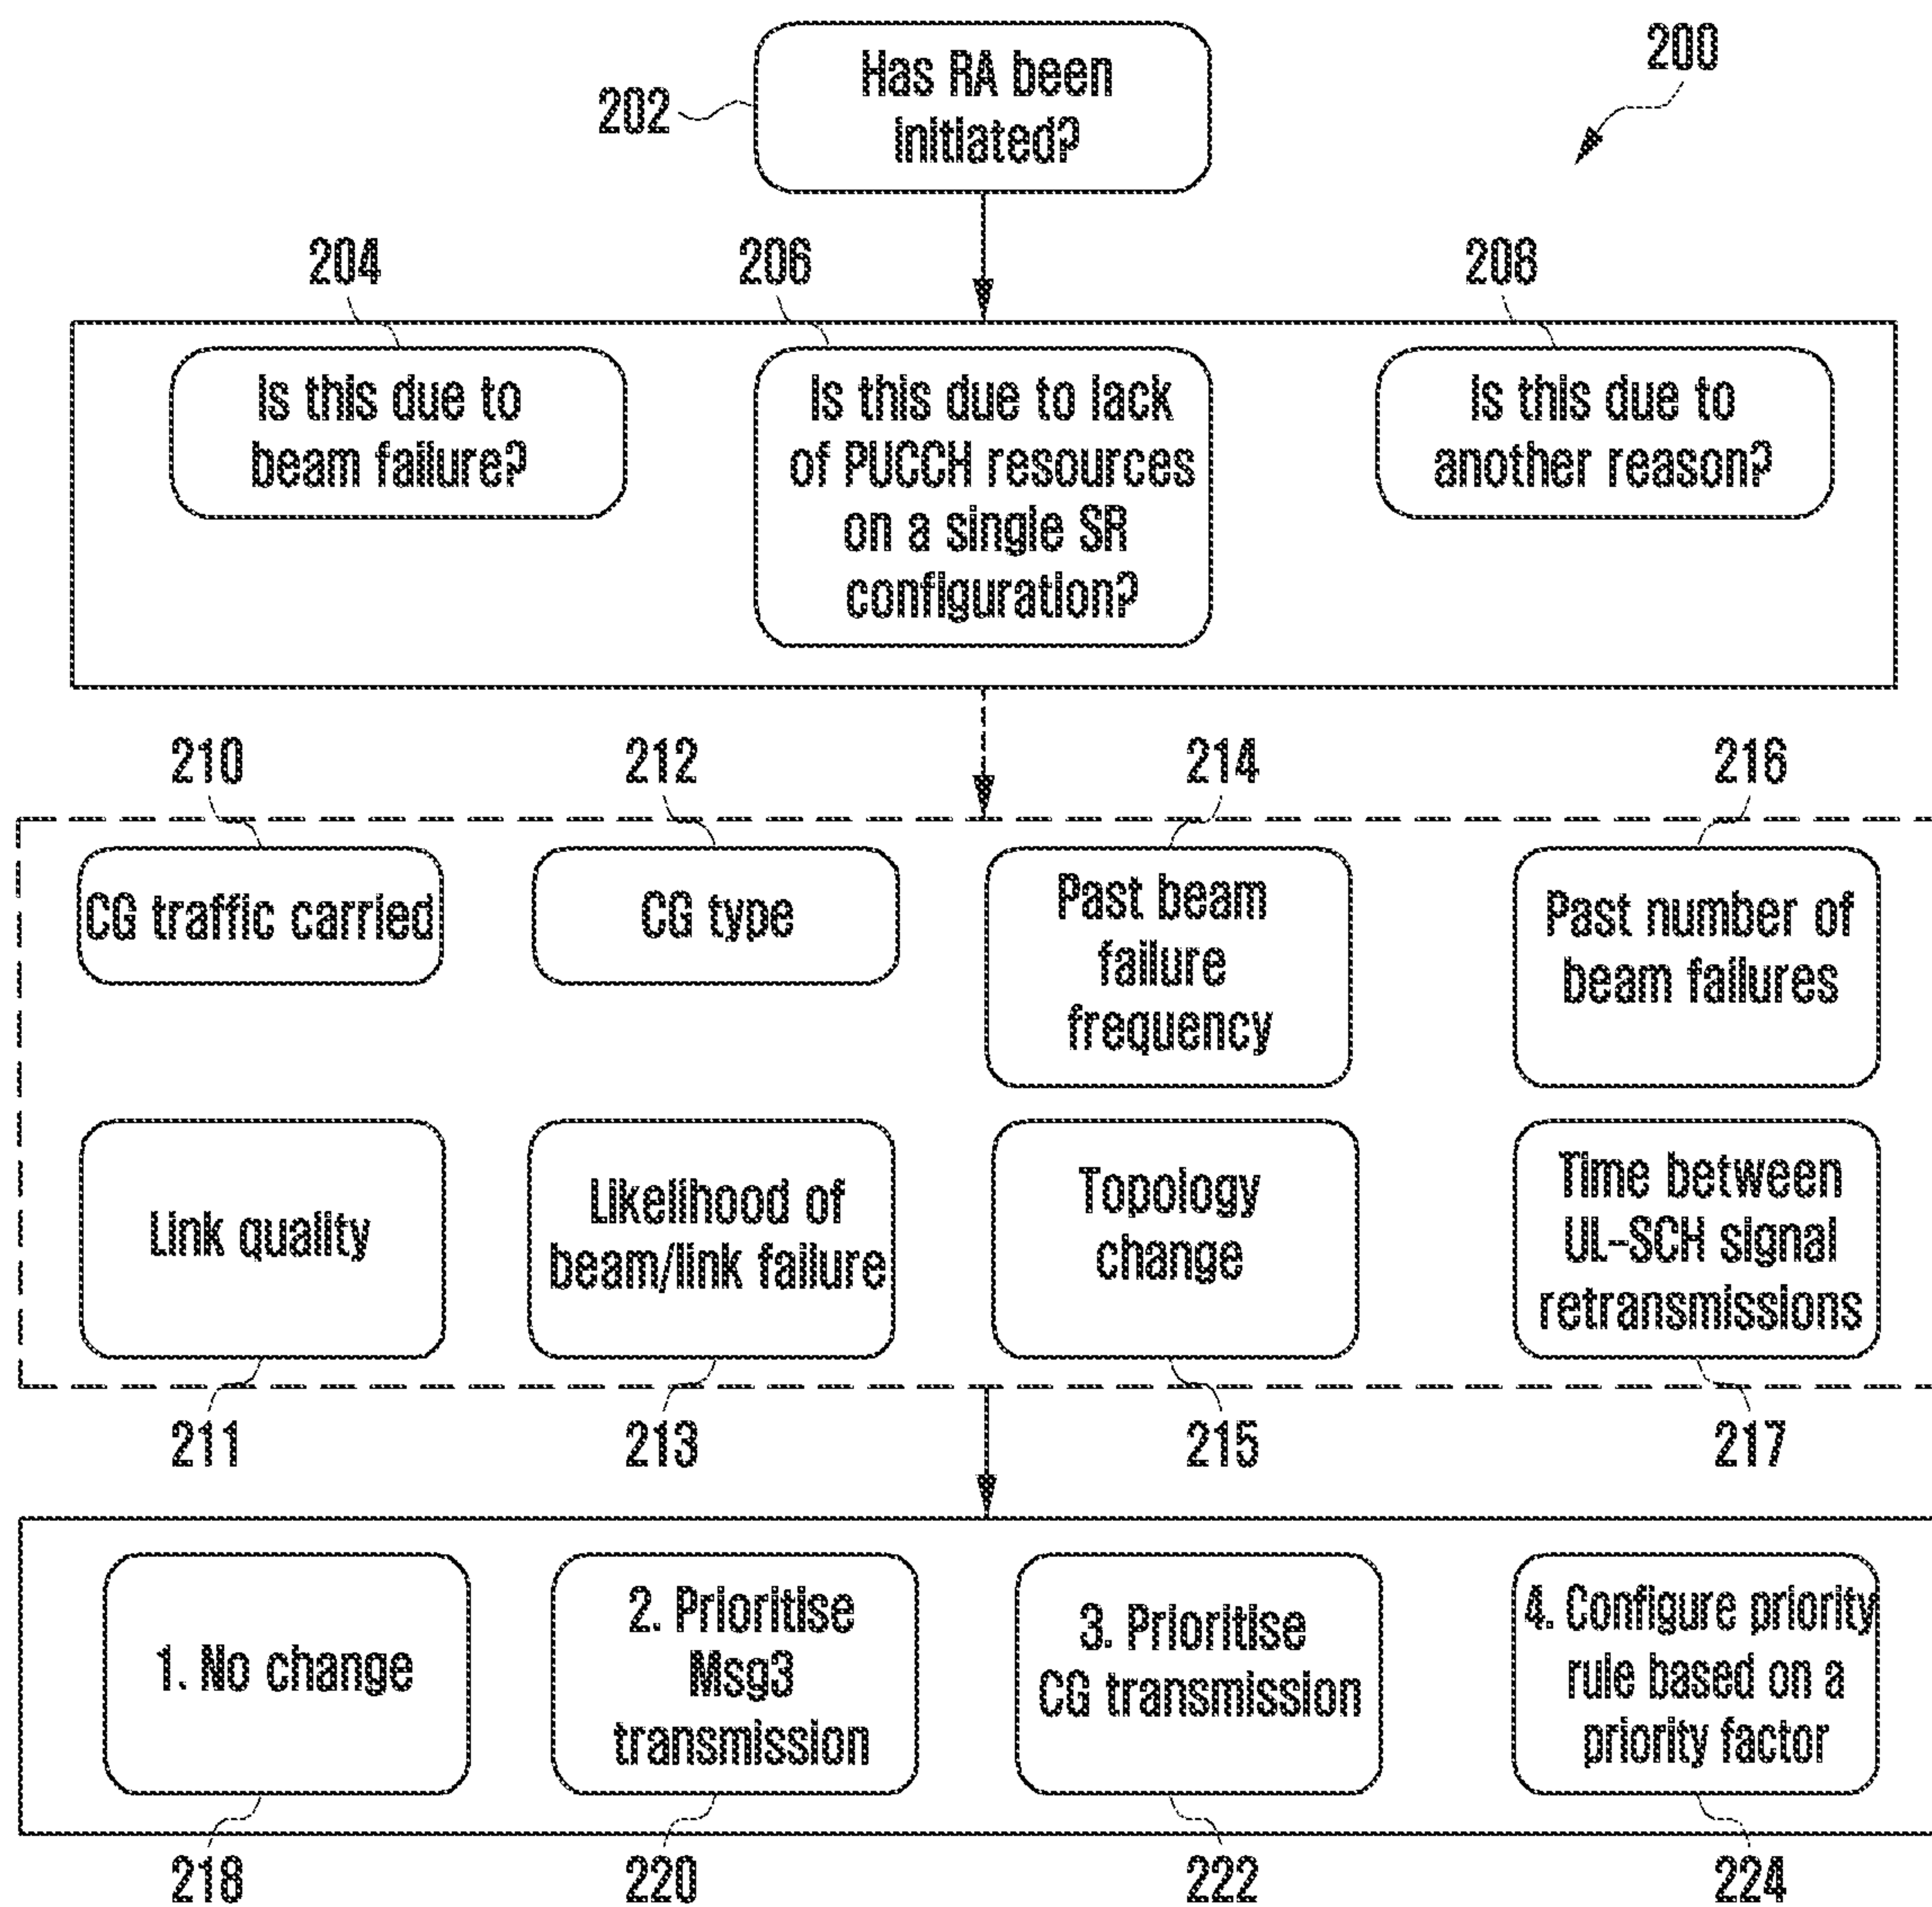 200
Has RA been
initiated?
202
204
206
208
Is this due to
beam failure?
Is this due to lack
of PUCCH resources
on a single SR
configuration?
Is this due to
another reason?
210
212
214
216
CG traffic carried
CG type
Past beam
failure
frequency
Past number of
beam failures
Link quality
Likelihood of
beam/link failure
Topology
change
Time between
UL-SCH signal
retransmissions
211
213
215
217
1. No change
2. Prioritise
Msg3
transmission
3. Prioritise
CG transmission
4. Configure priority
rule based on a
priority factor
218
220
222
224